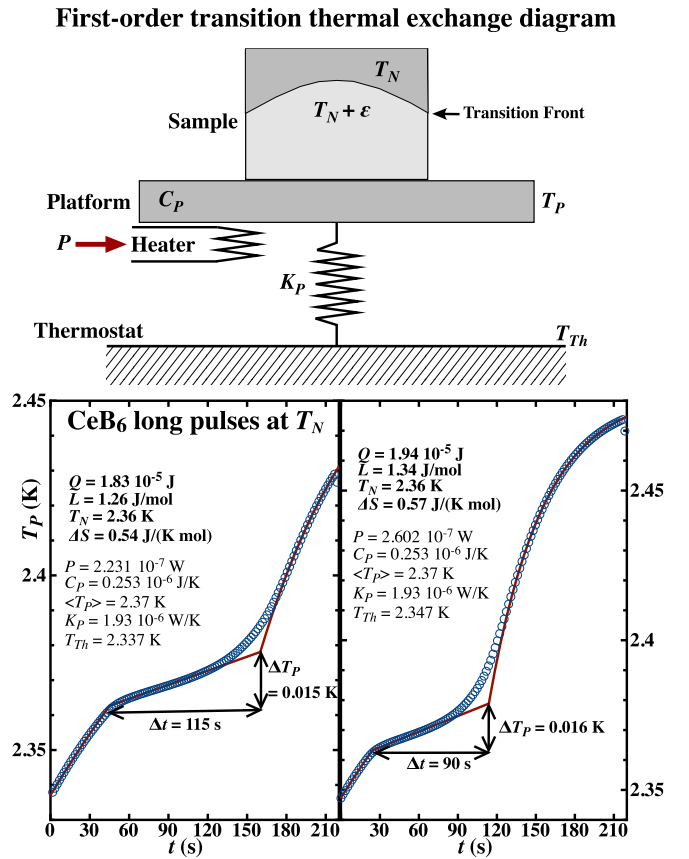 First-order transition thermal exchange diagram
T_N
T_N + ε
Transition Front
Sample
Platform
C_P
T_P
P
Heater
K_P
Thermostat
T_Th
2.45
CeB₆ long pulses at T_N
Q = 1.83 10⁻⁵ J
L = 1.26 J/mol
T_N = 2.36 K
ΔS = 0.54 J/(K mol)
P = 2.231 10⁻⁷ W
C_P = 0.253 10⁻⁶ J/K
<T_P> = 2.37 K
K_P = 1.93 10⁻⁶ W/K
T_Th = 2.337 K
T_P (K)
2.4
2.35
ΔT_P
= 0.015 K
Δt = 115 s
0 30 60 90 120 150 180 210
t (s)
Q = 1.94 10⁻⁵ J
L = 1.34 J/mol
T_N = 2.36 K
ΔS = 0.57 J/(K mol)
P = 2.602 10⁻⁷ W
C_P = 0.253 10⁻⁶ J/K
<T_P> = 2.37 K
K_P = 1.93 10⁻⁶ W/K
T_Th = 2.347 K
2.45
2.4
2.35
ΔT_P = 0.016 K
Δt = 90 s
30 60 90 120 150 180 210
t (s)